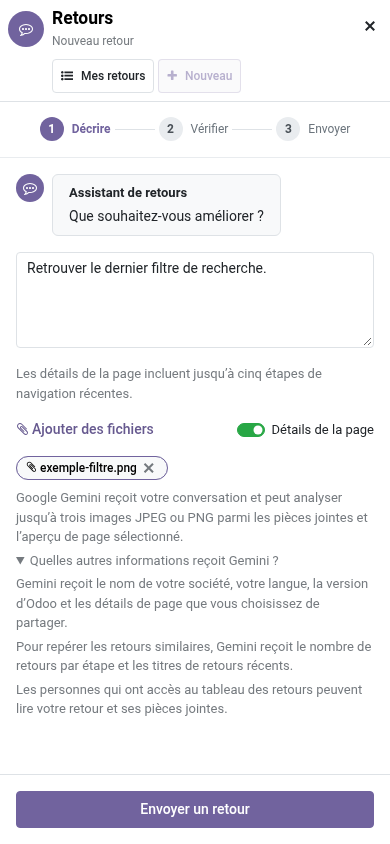 Retours
Nouveau retour
Mes retours
Nouveau
1 Décrire
2 Vérifier
3 Envoyer
Assistant de retours
Que souhaitez-vous améliorer ?
Retrouver le dernier filtre de recherche.
Les détails de la page incluent jusqu'à cinq étapes de
navigation récentes.
Ajouter des fichiers
Détails de la page
exemple-filtre.png
Google Gemini reçoit votre conversation et peut analyser
jusqu'à trois images JPEG ou PNG parmi les pièces jointes et
l'aperçu de page sélectionné.
Quelles autres informations reçoit Gemini ?
Gemini reçoit le nom de votre société, votre langue, la version
d'Odoo et les détails de page que vous choisissez de
partager.
Pour repérer les retours similaires, Gemini reçoit le nombre de
retours par étape et les titres de retours récents.
Les personnes qui ont accès au tableau des retours peuvent
lire votre retour et ses pièces jointes.
Envoyer un retour